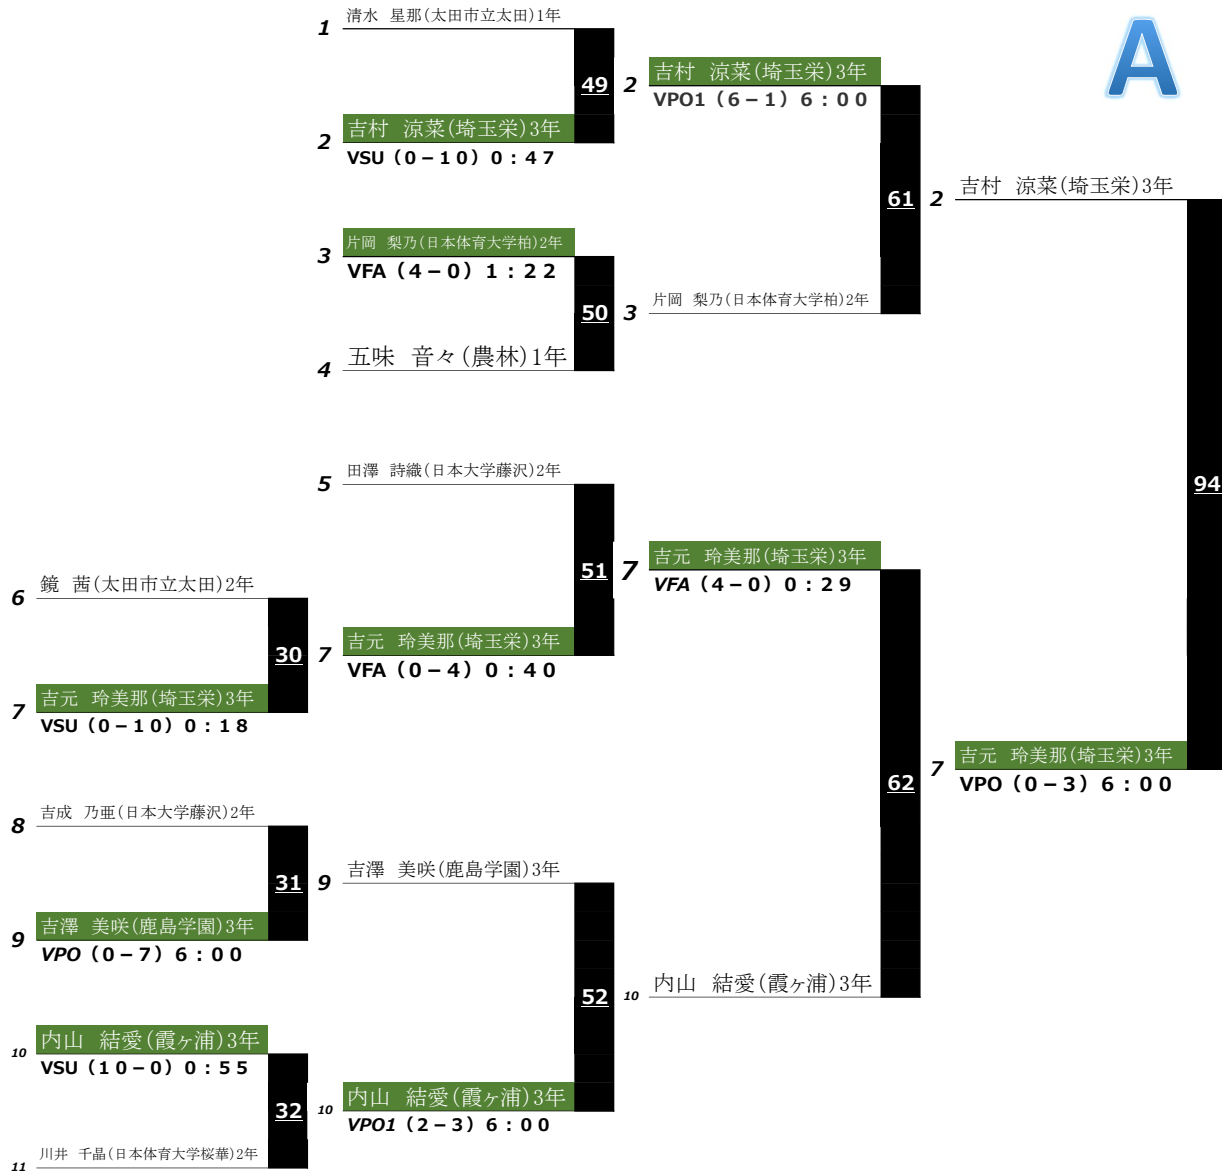 A
1 清水 星那(太田市立太田)1年
49
2 吉村 涼菜(埼玉栄)3年
VPO1 (6−1) 6:00
2 吉村 涼菜(埼玉栄)3年
VSU (0−10) 0:47
61
2 吉村 涼菜(埼玉栄)3年
3 片岡 梨乃(日本体育大学柏)2年
VFA (4−0) 1:22
50
3 片岡 梨乃(日本体育大学柏)2年
4 五味 音々(農林)1年
5 田澤 詩織(日本大学藤沢)2年
94
51
7 吉元 玲美那(埼玉栄)3年
VFA (4−0) 0:29
6 鏡 茜(太田市立太田)2年
30
7 吉元 玲美那(埼玉栄)3年
VFA (0−4) 0:40
7 吉元 玲美那(埼玉栄)3年
VSU (0−10) 0:18
62
7 吉元 玲美那(埼玉栄)3年
VPO (0−3) 6:00
8 吉成 乃亜(日本大学藤沢)2年
31
9 吉澤 美咲(鹿島学園)3年
9 吉澤 美咲(鹿島学園)3年
VPO (0−7) 6:00
52
10 内山 結愛(霞ヶ浦)3年
10 内山 結愛(霞ヶ浦)3年
VSU (10−0) 0:55
32
10 内山 結愛(霞ヶ浦)3年
VPO1 (2−3) 6:00
11 川井 千晶(日本体育大学桜華)2年